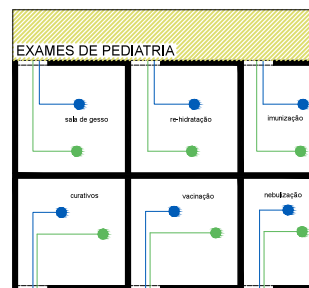 EXAMES DE PEDIATRIA
sala de gesso
re-hidratação
imunização
curativos
vacinação
nebulização